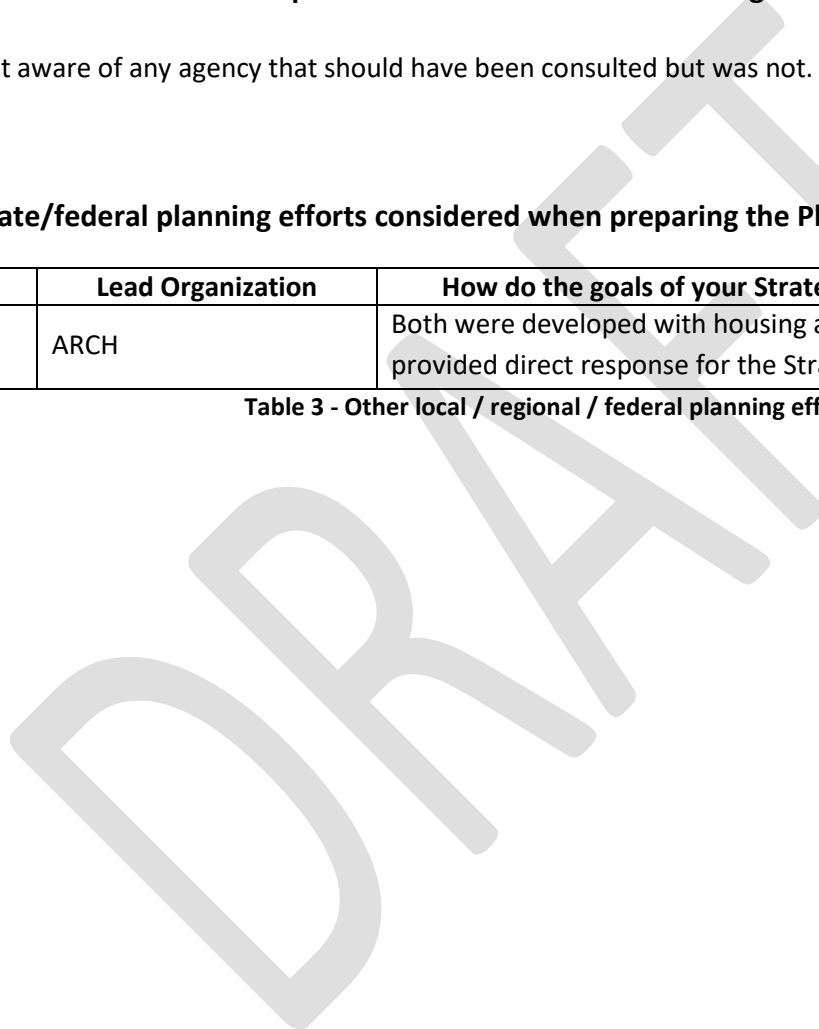 t aware of any agency that should have been consulted but was not.
ate/federal planning efforts considered when preparing the Pl
Lead Organization How do the goals of your Strate
ARCH
Both were developed with housing a
provided direct response for the Stra
Table 3 - Other local / regional / federal planning eff
DRAFT